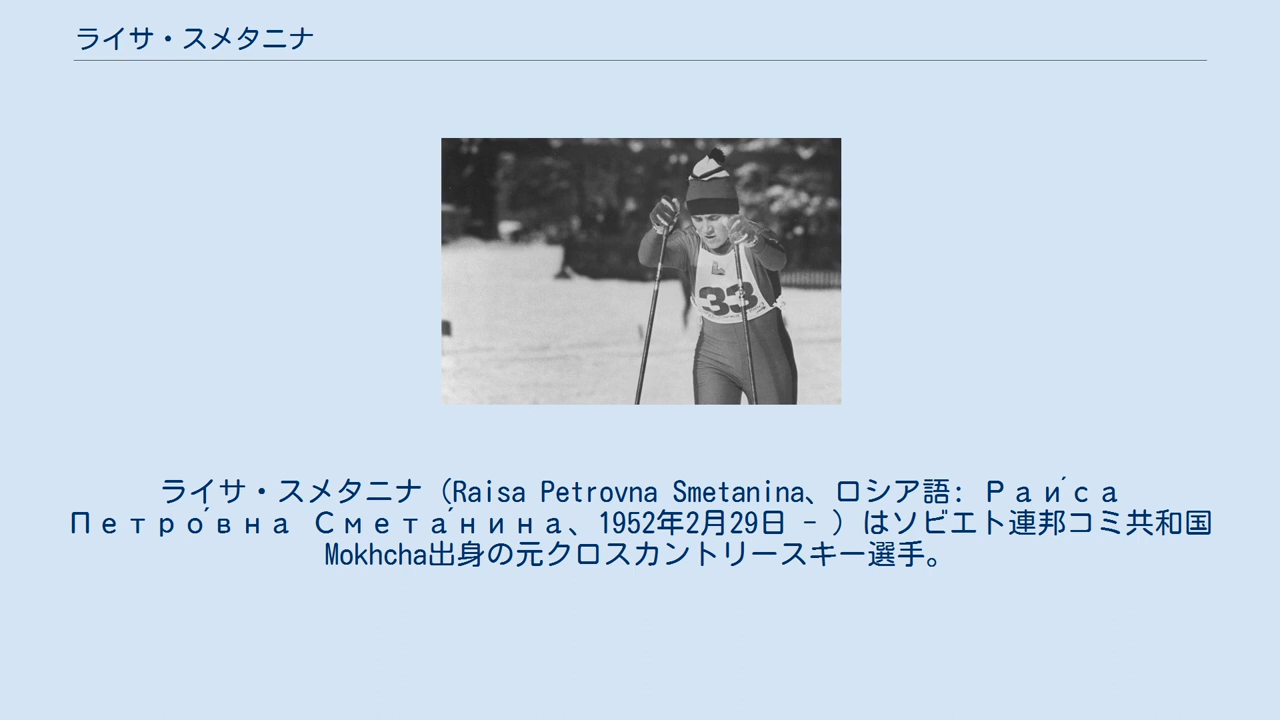 ライサ・スメタニナ
33
ライサ・スメタニナ（Raisa Petrovna Smetanina、ロシア語: Раи́са
Петро́вна Смета́нина、1952年2月29日 - ）はソビエト連邦コミ共和国
Mokhcha出身の元クロスカントリースキー選手。